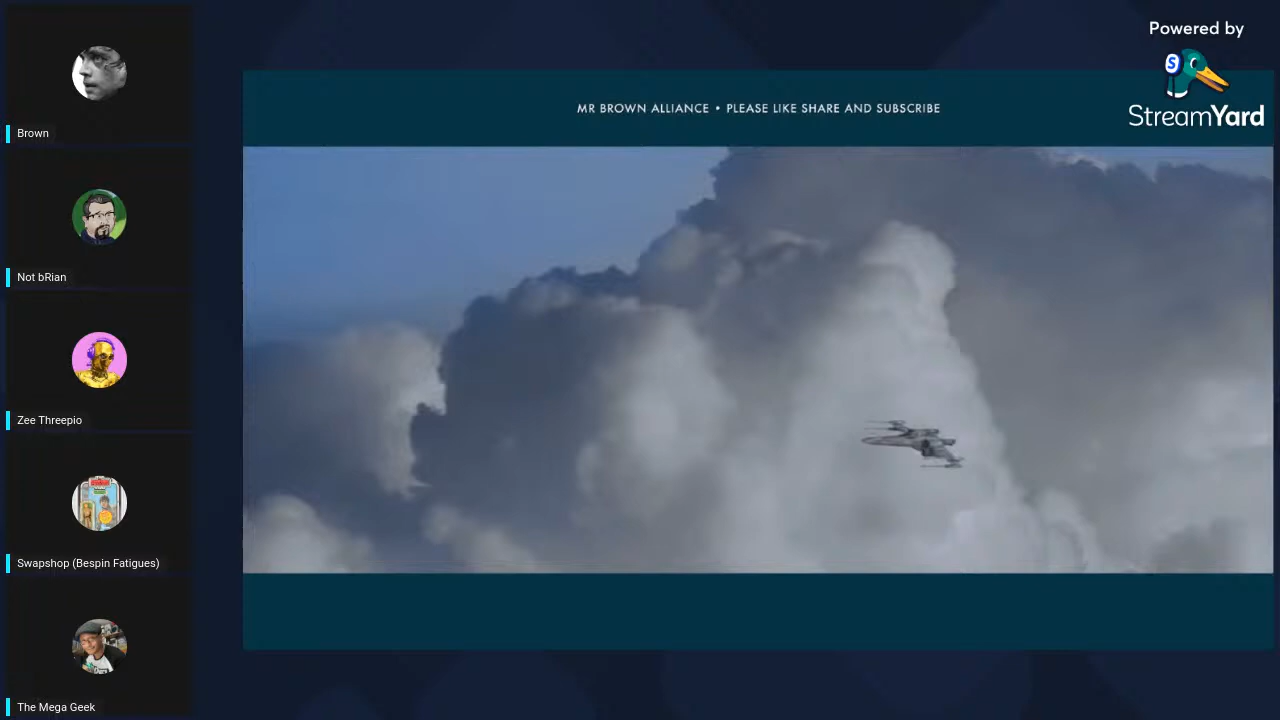 Powered by
StreamYard
MR BROWN ALLIANCE • PLEASE LIKE SHARE AND SUBSCRIBE
Brown
Not bRian
Zee Threepio
Swapshop (Bespin Fatigues)
The Mega Geek